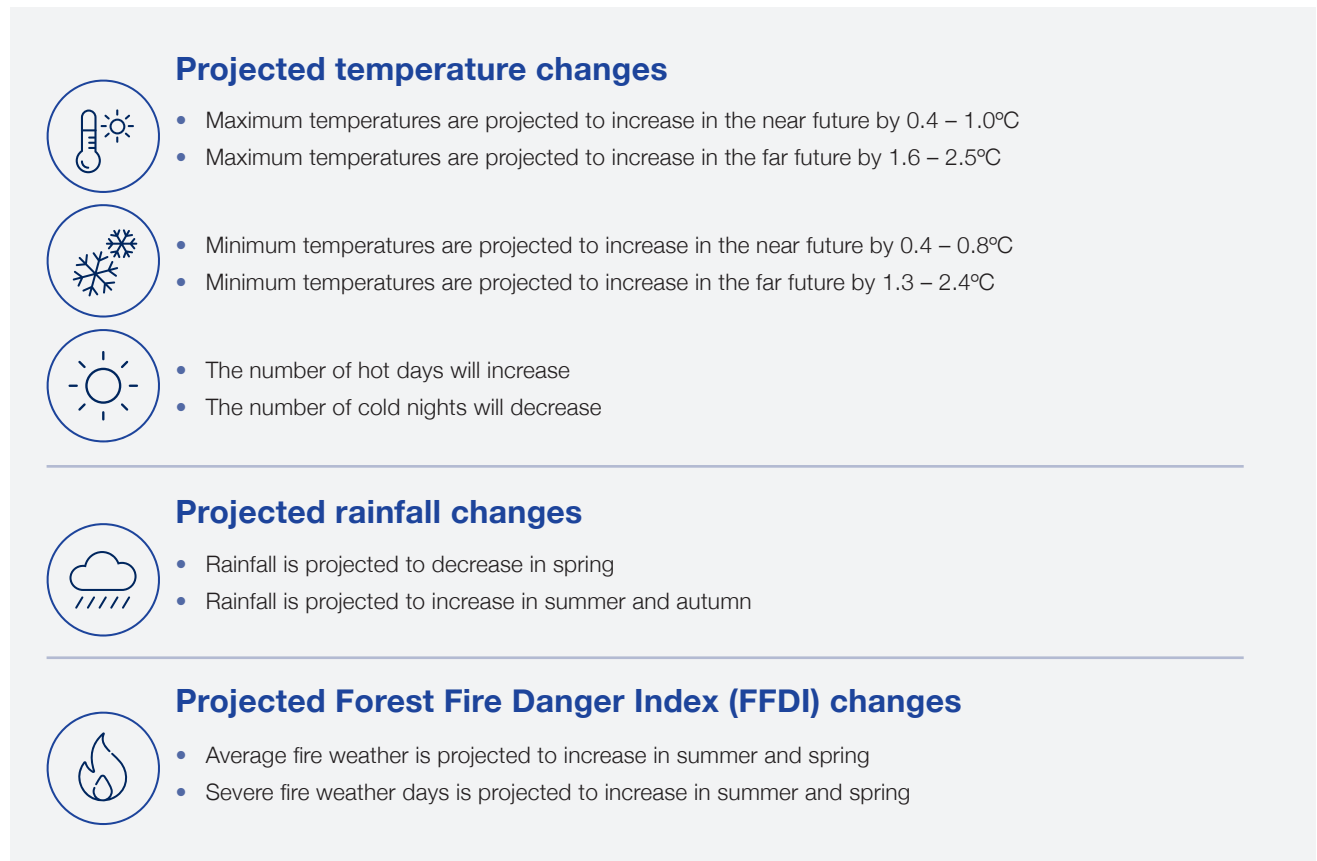 Projected temperature changes
• Maximum temperatures are projected to increase in the near future by 0.4 – 1.0ºC
• Maximum temperatures are projected to increase in the far future by 1.6 – 2.5ºC
• Minimum temperatures are projected to increase in the near future by 0.4 – 0.8ºC
• Minimum temperatures are projected to increase in the far future by 1.3 – 2.4ºC
• The number of hot days will increase
• The number of cold nights will decrease
Projected rainfall changes
• Rainfall is projected to decrease in spring
• Rainfall is projected to increase in summer and autumn
Projected Forest Fire Danger Index (FFDI) changes
• Average fire weather is projected to increase in summer and spring
• Severe fire weather days is projected to increase in summer and spring